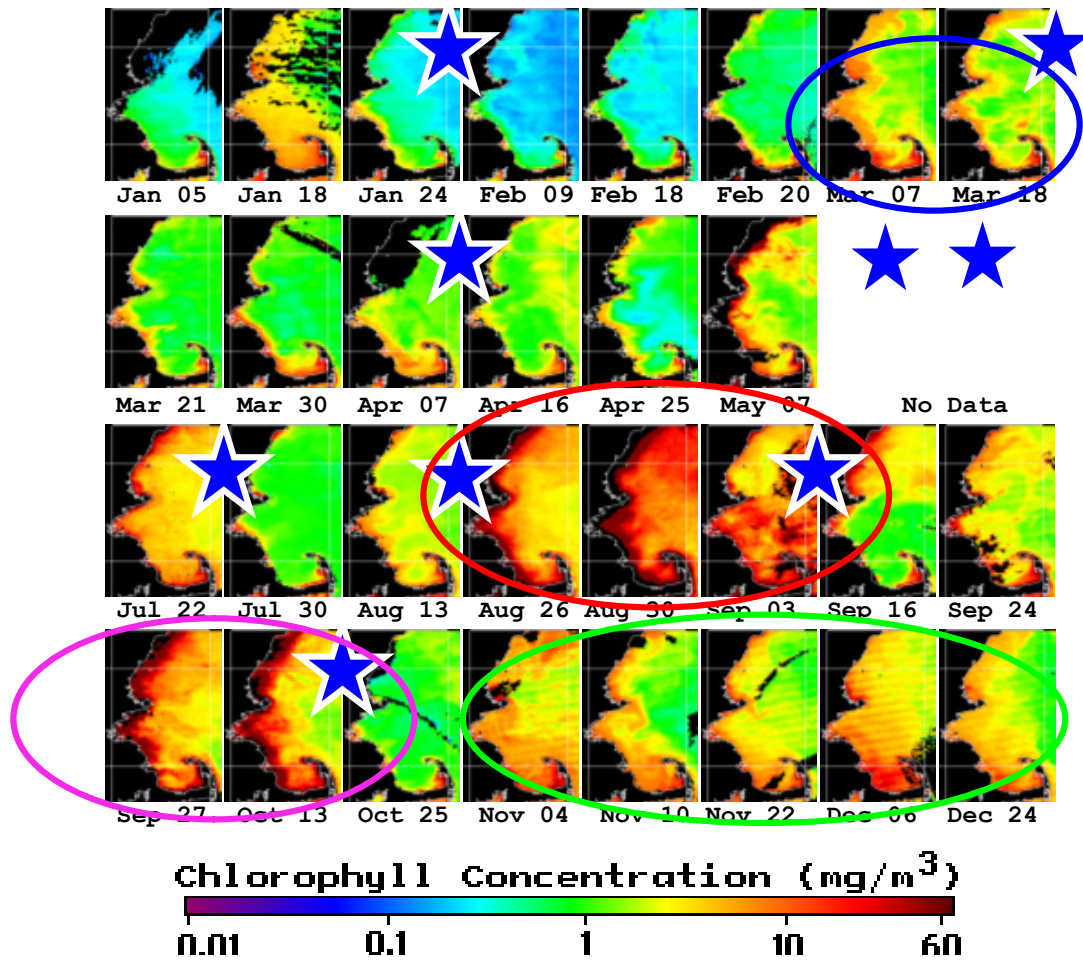 Jan 05 Jan 18 Jan 24 Feb 09 Feb 18 Feb 20 Mar 07 Mar 18
Mar 21 Mar 30 Apr 07 Apr 16 Apr 25 May 07 No Data
Jul 22 Jul 30 Aug 13 Aug 26 Aug 30 Sep 03 Sep 16 Sep 24
Sep 27 Oct 13 Oct 25 Nov 04 Nov 10 Nov 22 Dec 06 Dec 24
Chlorophyll Concentration (mg/m³)
0.01 0.1 1 10 60